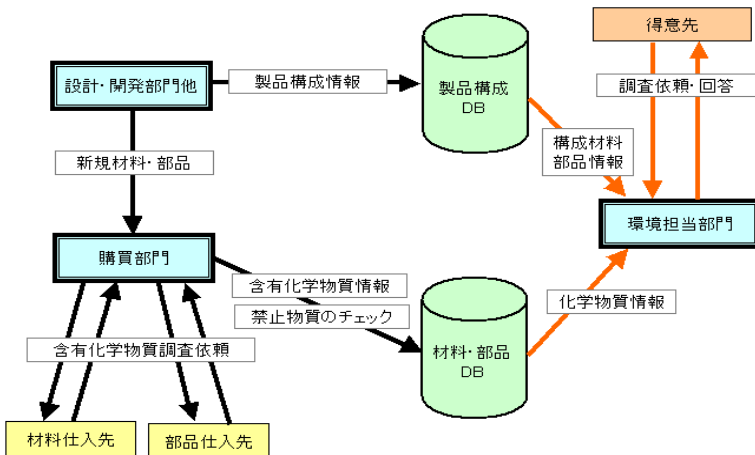 得意先
設計・開発部門他
製品構成情報
製品構成
DB
調査依頼・回答
新規材料・部品
構成材料
部品情報
環境担当部門
購買部門
含有化学物質情報
禁止物質のチェック
化学物質情報
含有化学物質調査依頼
材料・部品
DB
材料仕入先
部品仕入先